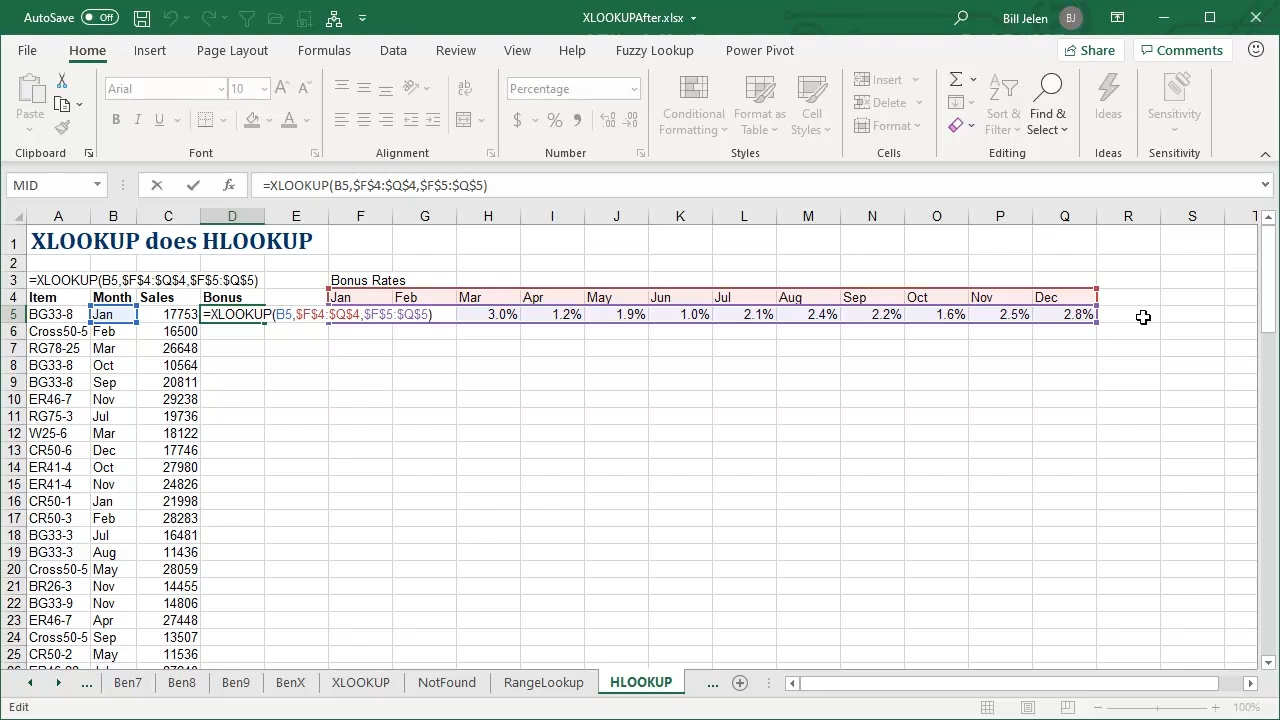 AutoSave Off XLOOKUPAfter.xlsx Bill Jelen BJ
File Home Insert Page Layout Formulas Data Review View Help Fuzzy Lookup Power Pivot Share Comments
Paste Arial 10 Percentage Conditional Formatting Format as Table Cell Styles Insert Delete Format Sort & Filter Find & Select Ideas Sensitivity
Clipboard Font Alignment Number Styles Cells Editing Ideas Sensitivity
MID =XLOOKUP(B5,$F$4:$Q$4,$F$5:$Q$5)
A B C D E F G H I J K L M N O P Q R S T
1 XLOOKUP does HLOOKUP
2
3 =XLOOKUP(B5,$F$4:$Q$4,$F$5:$Q$5) Bonus Rates
4 Item Month Sales Bonus Jan Feb Mar Apr May Jun Jul Aug Sep Oct Nov Dec
5 BG33-8 Jan 17753 =XLOOKUP(B5,$F$4:$Q$4,$F$5:$Q$5) 3.0% 1.2% 1.9% 1.0% 2.1% 2.4% 2.2% 1.6% 2.5% 2.8%
6 Cross50-5 Feb 16500
7 RG78-25 Mar 26648
8 BG33-8 Oct 10564
9 BG33-8 Sep 20811
10 ER46-7 Nov 29238
11 RG75-3 Jul 19736
12 W25-6 Mar 18122
13 CR50-6 Dec 17746
14 ER41-4 Oct 27980
15 ER41-4 Nov 24826
16 CR50-1 Jan 21998
17 CR50-3 Feb 28283
18 BG33-3 Jul 16481
19 BG33-3 Aug 11436
20 Cross50-5 May 28059
21 BR26-3 Nov 14455
22 BG33-9 Nov 14806
23 ER46-7 Apr 27448
24 Cross50-5 Sep 13507
25 CR50-2 May 11536
... Ben7 Ben8 Ben9 BenX XLOOKUP NotFound RangeLookup HLOOKUP ...
Edit 100%